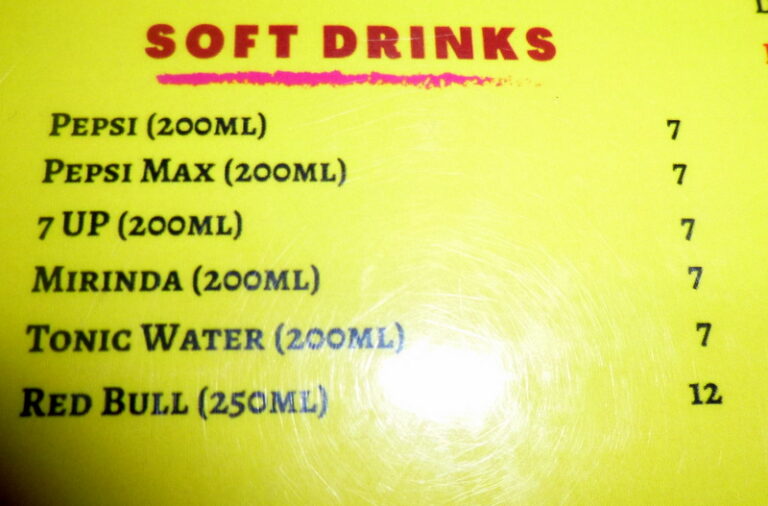 SOFT DRINKS
PEPSI (200ML) 7
PEPSI MAX (200ML) 7
7 UP (200ML) 7
MIRINDA (200ML) 7
TONIC WATER (200ML) 7
RED BULL (250ML) 12